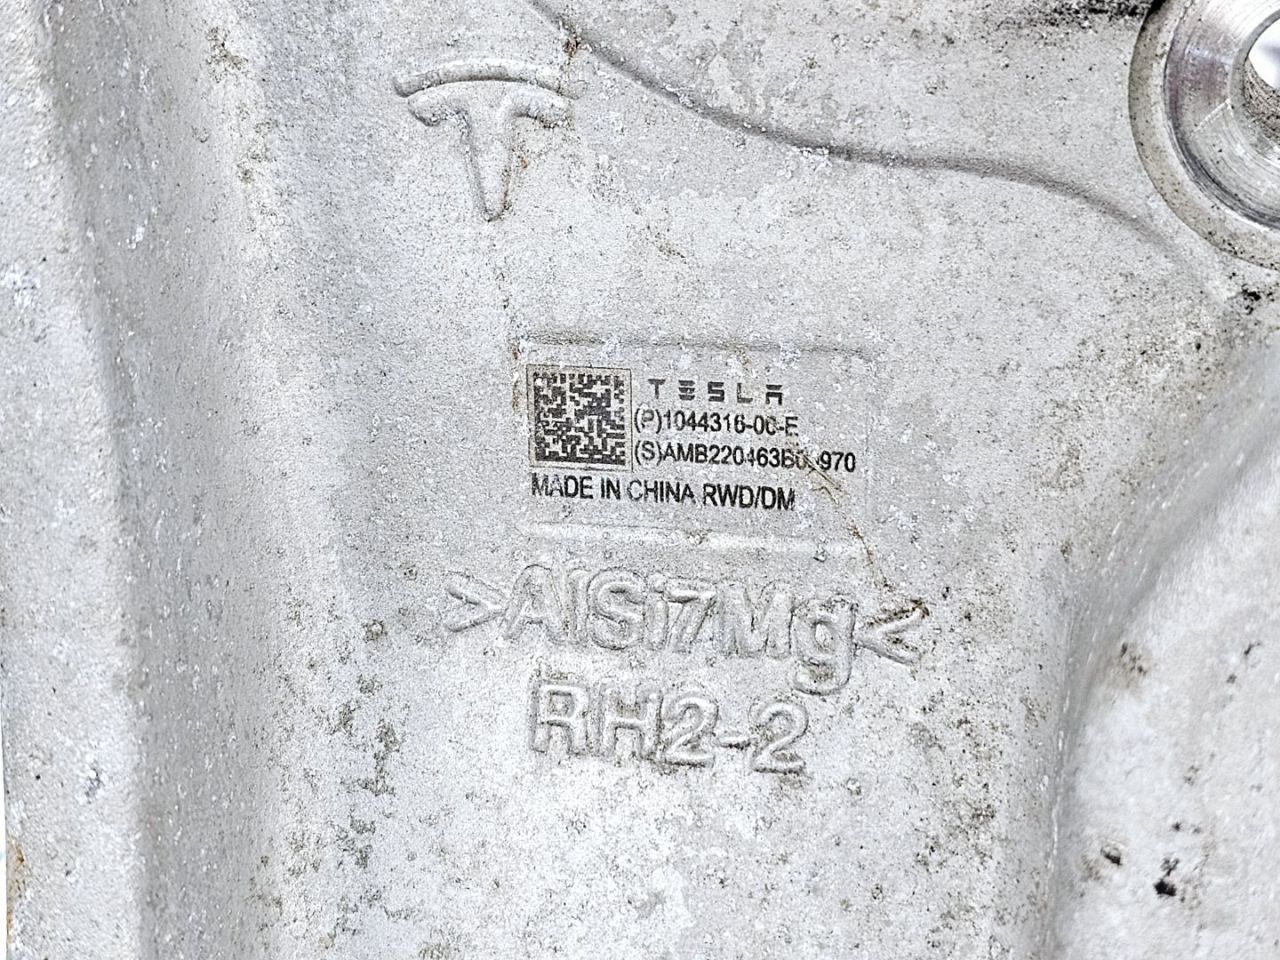 TESLA
(P)1044316-00-E
MADE IN CHINA RWD/DM
>AlSi7Mg<
RH2-2